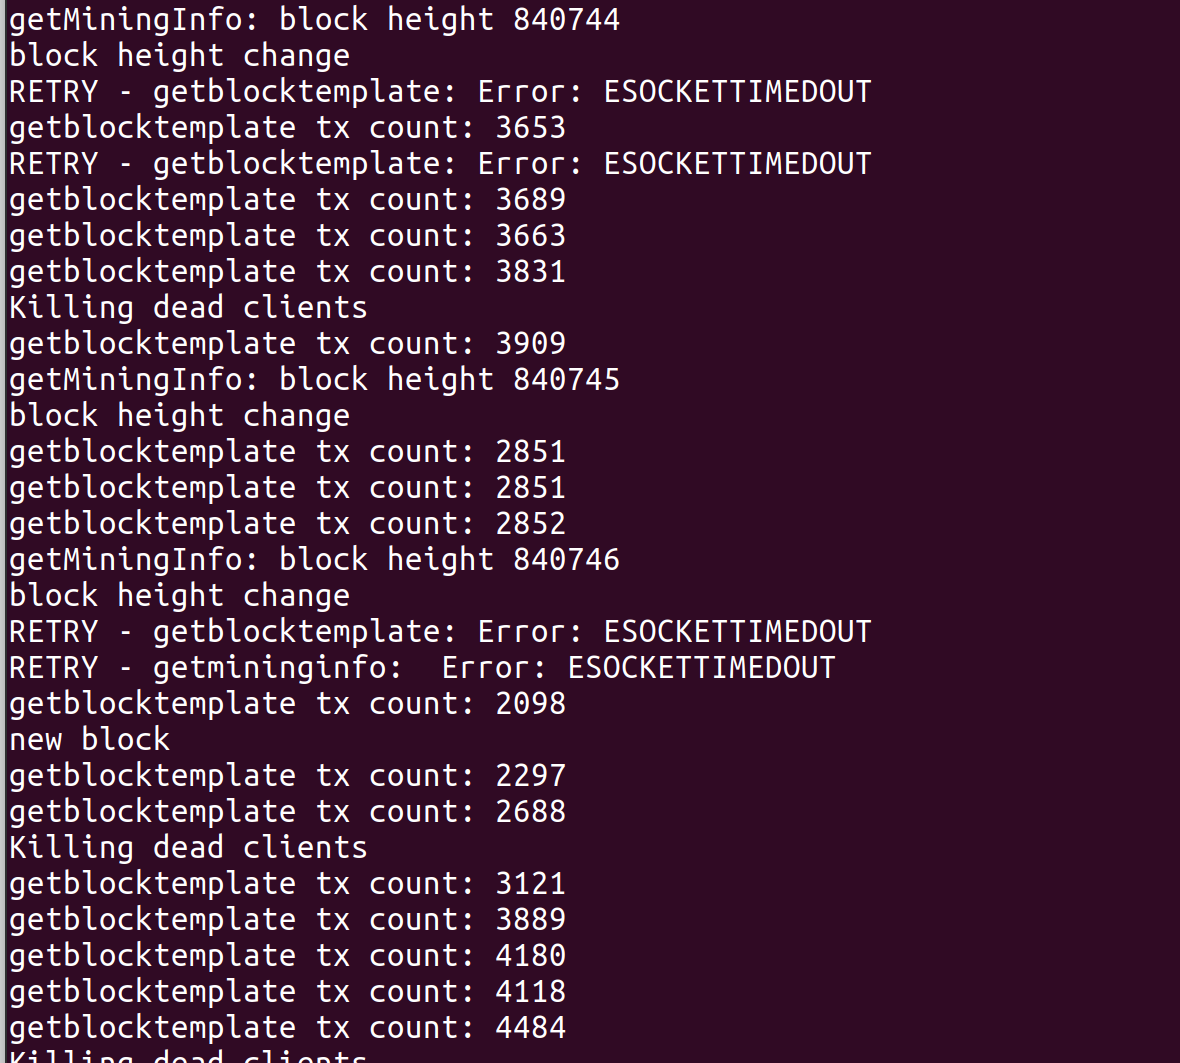 getMiningInfo: block height 840744
block height change
RETRY - getblocktemplate: Error: ESOCKETTIMEDOUT
getblocktemplate tx count: 3653
RETRY - getblocktemplate: Error: ESOCKETTIMEDOUT
getblocktemplate tx count: 3689
getblocktemplate tx count: 3663
getblocktemplate tx count: 3831
Killing dead clients
getblocktemplate tx count: 3909
getMiningInfo: block height 840745
block height change
getblocktemplate tx count: 2851
getblocktemplate tx count: 2851
getblocktemplate tx count: 2852
getMiningInfo: block height 840746
block height change
RETRY - getblocktemplate: Error: ESOCKETTIMEDOUT
RETRY - getmininginfo:  Error: ESOCKETTIMEDOUT
getblocktemplate tx count: 2098
new block
getblocktemplate tx count: 2297
getblocktemplate tx count: 2688
Killing dead clients
getblocktemplate tx count: 3121
getblocktemplate tx count: 3889
getblocktemplate tx count: 4180
getblocktemplate tx count: 4118
getblocktemplate tx count: 4484
Killing dead clients